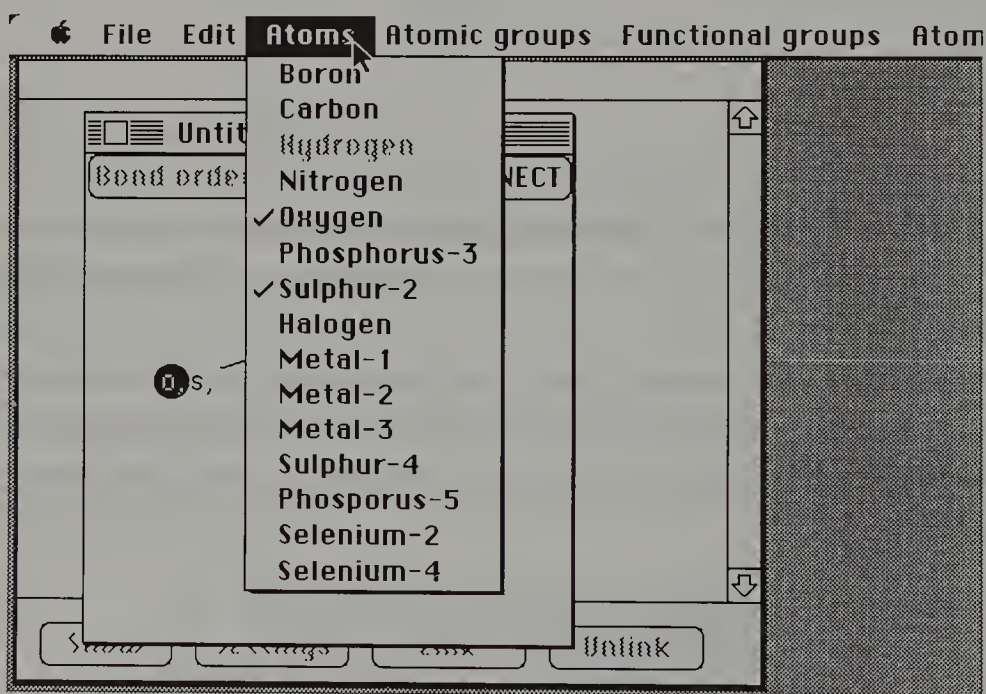 File Edit Atoms Atomic groups Functional groups Atom
Untit
Bond orde
NECT
Boron
Carbon
Hydrogen
Nitrogen
✓Oxygen
Phosphorus-3
✓Sulphur-2
Halogen
Metal-1
Metal-2
Metal-3
Sulphur-4
Phosporus-5
Selenium-2
Selenium-4
o,s,
Unlink